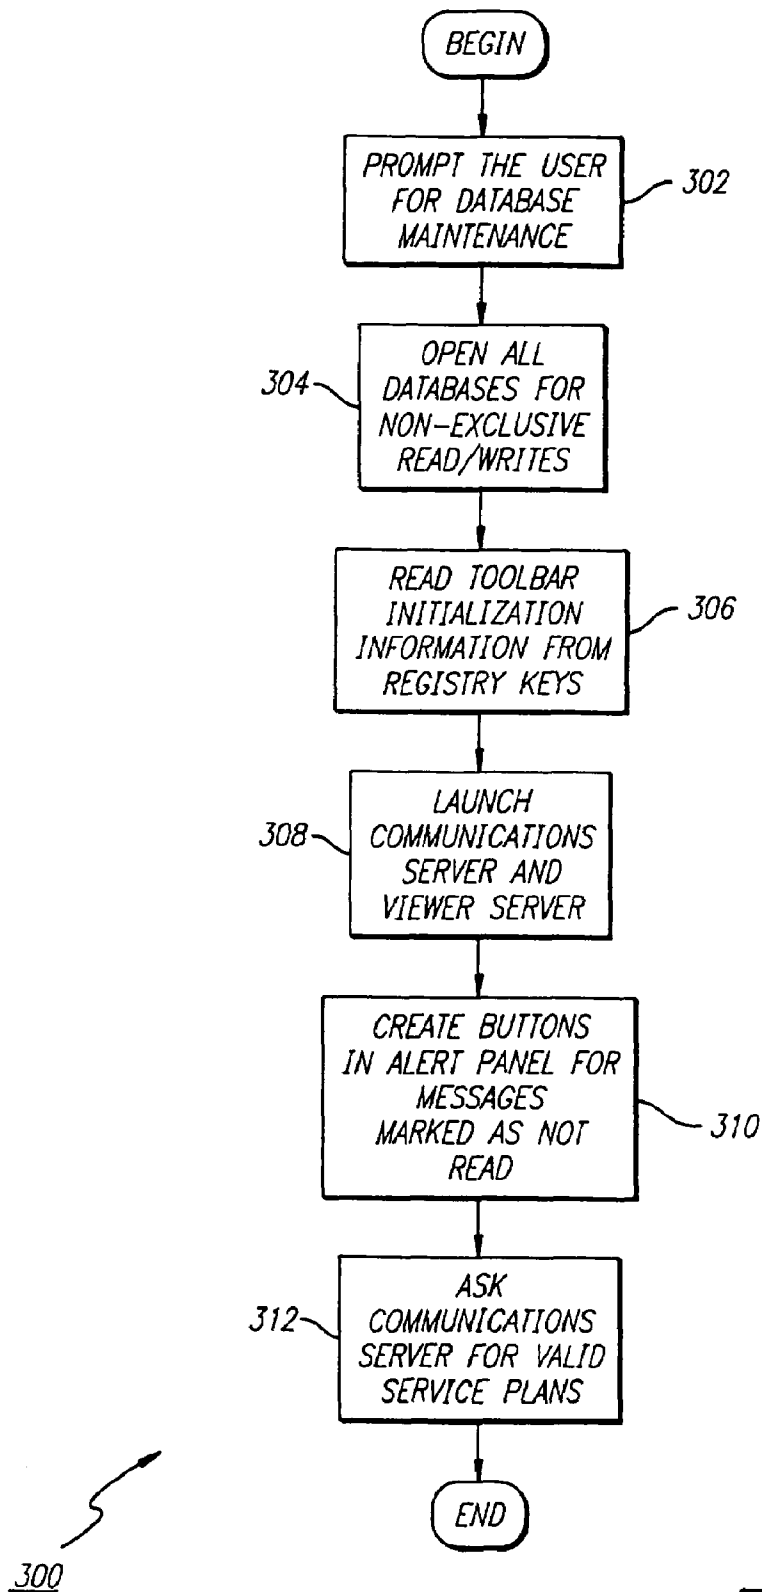 BEGIN
PROMPT THE USER
FOR DATABASE
MAINTENANCE
302
OPEN ALL
DATABASES FOR
NON-EXCLUSIVE
READ/WRITES
304
READ TOOLBAR
INITIALIZATION
INFORMATION FROM
REGISTRY KEYS
306
LAUNCH
COMMUNICATIONS
SERVER AND
VIEWER SERVER
308
CREATE BUTTONS
IN ALERT PANEL FOR
MESSAGES
MARKED AS NOT
READ
310
ASK
COMMUNICATIONS
SERVER FOR VALID
SERVICE PLANS
312
END
300